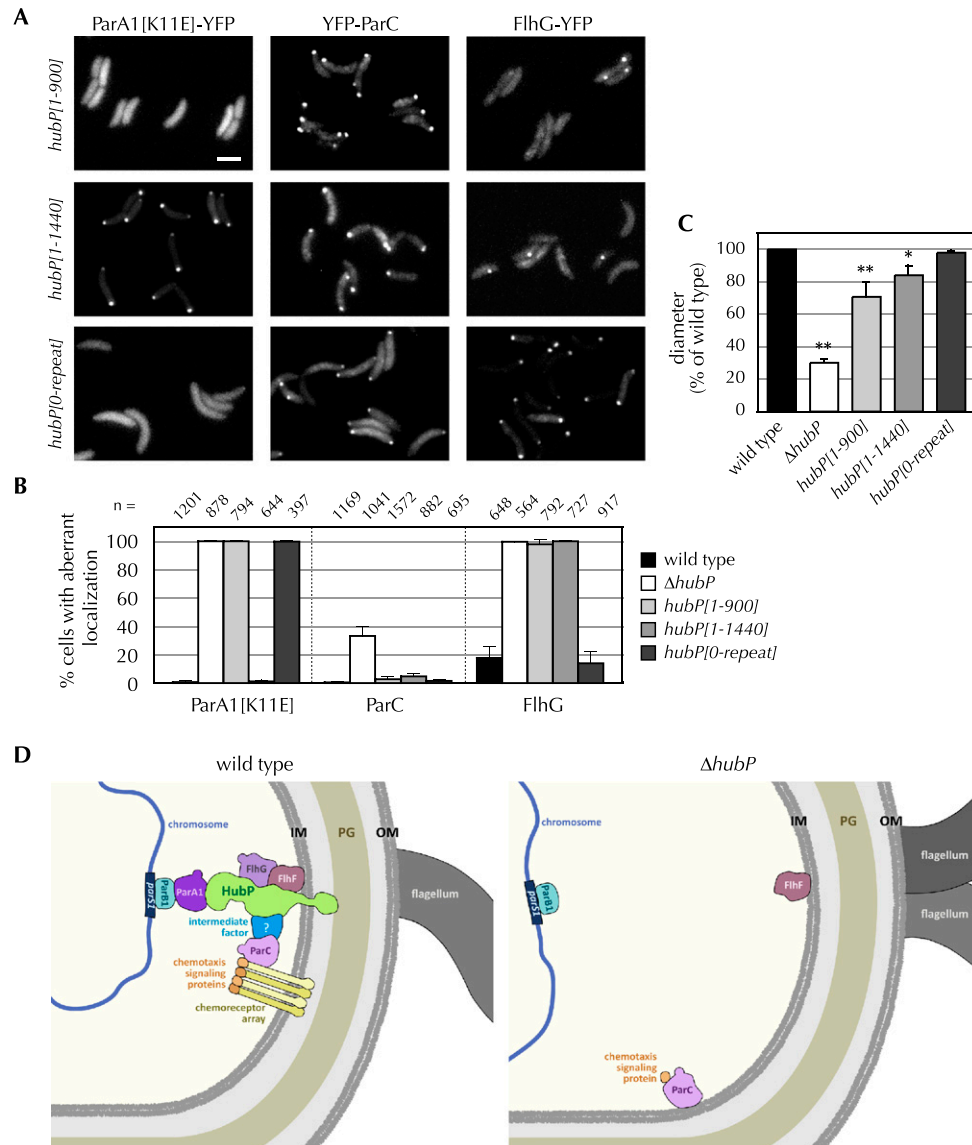 A
ParA1[K11E]-YFP
YFP-ParC
FlhG-YFP
hubP[1-900]
hubP[1-1440]
hubP[0-repeat]
C
diameter
(% of wild type)
100
80
60
40
20
0
**
**
*
wild type
ΔhubP
hubP[1-900]
hubP[1-1440]
hubP[0-repeat]
B
n =
1201
878
794
644
397
1169
1041
1572
882
695
648
564
792
727
917
% cells with aberrant
localization
100
80
60
40
20
0
ParA1[K11E]
ParC
FlhG
wild type
ΔhubP
hubP[1-900]
hubP[1-1440]
hubP[0-repeat]
D
wild type
chromosome
IM
PG
OM
parS1
ParB1
ParA1
HubP
FlhG
FlhF
flagellum
intermediate
factor
?
ParC
chemotaxis
signaling
proteins
chemoreceptor
array
ΔhubP
chromosome
IM
PG
OM
parS1
ParB1
FlhF
flagellum
flagellum
chemotaxis
signaling
protein
ParC